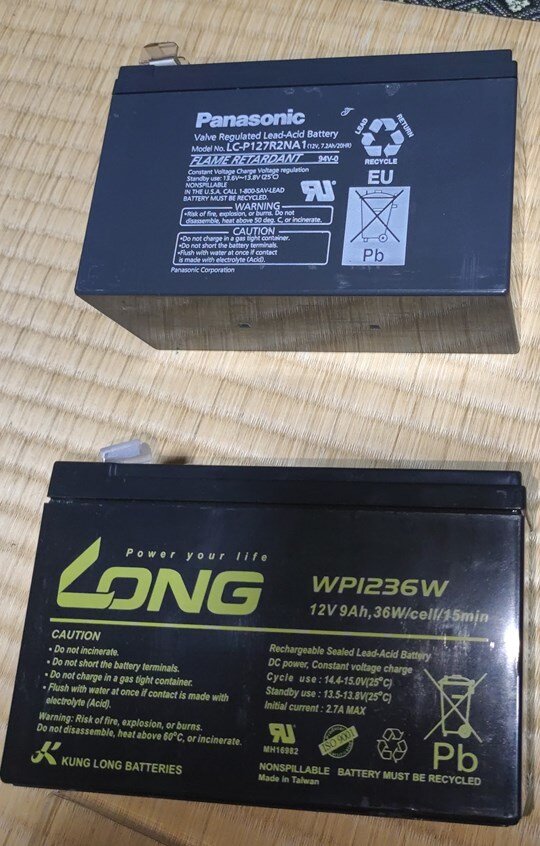 Panasonic
Valve Regulated Lead-Acid Battery
Model No. LC-P127R2NA1 (12V, 7.2Ah/20HR)
FLAME RETARDANT 94V-0
Constant Voltage Charge Voltage regulation
Standby use: 13.6V~13.8V (25°C)
NONSPILLABLE
IN THE U.S.A. CALL 1-800-SAV-LEAD
BATTERY MUST BE RECYCLED.
WARNING
•Risk of fire, explosion, or burns. Do not
disassemble, heat above 50 deg. C, or incinerate.
CAUTION
•Do not charge in a gas tight container.
•Do not short the battery terminals.
•Flush with water at once if contact
is made with electrolyte (Acid).
Panasonic Corporation
LEAD
RETURN
RECYCLE
EU
Pb
Power your life
LONG
WP1236W
12V 9Ah,36W/cell/15min
CAUTION
• Do not incinerate.
• Do not short the battery terminals.
• Do not charge in a gas tight container.
• Flush with water at once if contact is made with
electrolyte (Acid).
Warning: Risk of fire, explosion, or burns.
Do not disassemble, heat above 60°C, or incinerate.
KUNG LONG BATTERIES
Rechargeable Sealed Lead-Acid Battery
DC power, Constant voltage charge
Cycle use : 14.4-15.0V(25°C)
Standby use : 13.5-13.8V(25°C)
Initial current : 2.7A MAX
MH16982
ISO 9001
Pb
NONSPILLABLE BATTERY MUST BE RECYCLED
Made in Taiwan